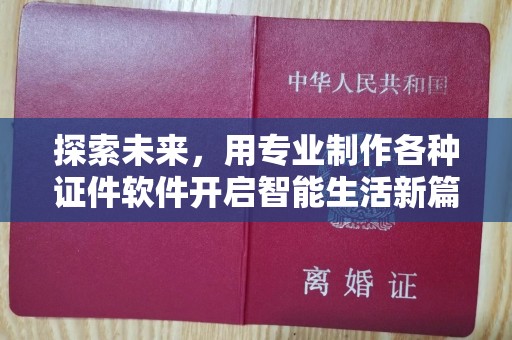 中华人民共和国
探索未来，用专业制作各种
证件软件开启智能生活新篇
离婚证